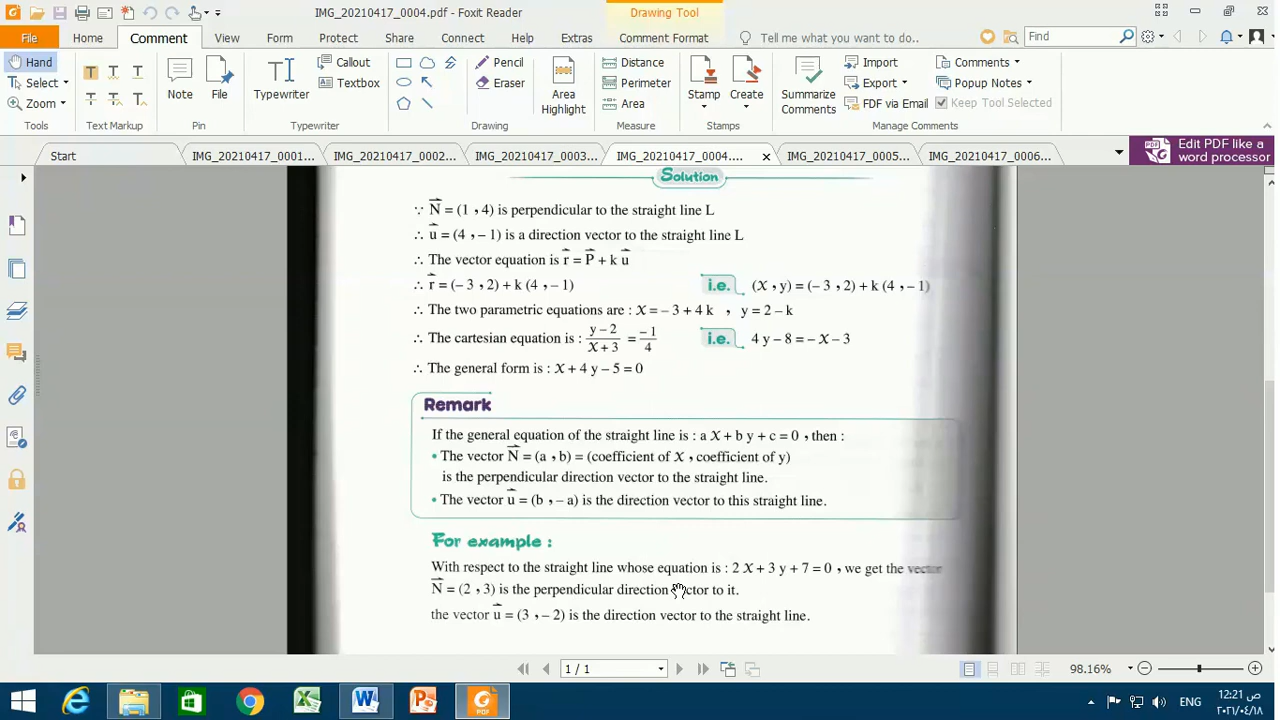 IMG_20210417_0004.pdf - Foxit Reader
Drawing Tool
File Home Comment View Form Protect Share Connect Help Extras Comment Format Tell me what you want to do... Find
Hand
Select
Zoom
Tools
Text Markup
Note
File
Pin
Typewriter
Callout
Textbox
Typewriter
Pencil
Eraser
Drawing
Area Highlight
Distance
Perimeter
Area
Measure
Stamp
Create
Stamps
Summarize Comments
Import
Export
FDF via Email
Comments
Popup Notes
Keep Tool Selected
Manage Comments
Start IMG_20210417_0001... IMG_20210417_0002... IMG_20210417_0003... IMG_20210417_0004.... IMG_20210417_0005... IMG_20210417_0006...
Edit PDF like a word processor
Solution
∵ N⃗ = (1 , 4) is perpendicular to the straight line L
∴ u⃗ = (4 , – 1) is a direction vector to the straight line L
∴ The vector equation is r⃗ = P⃗ + k u⃗
∴ r⃗ = (– 3 , 2) + k (4 , – 1) i.e. (X , y) = (– 3 , 2) + k (4 , – 1)
∴ The two parametric equations are : X = – 3 + 4 k , y = 2 – k
∴ The cartesian equation is : y – 2 / X + 3 = – 1 / 4 i.e. 4 y – 8 = – X – 3
∴ The general form is : X + 4 y – 5 = 0
Remark
If the general equation of the straight line is : a X + b y + c = 0 , then :
• The vector N⃗ = (a , b) = (coefficient of X , coefficient of y)
is the perpendicular direction vector to the straight line.
• The vector u⃗ = (b , – a) is the direction vector to this straight line.
For example :
With respect to the straight line whose equation is : 2 X + 3 y + 7 = 0 , we get the vector
N⃗ = (2 , 3) is the perpendicular direction vector to it.
the vector u⃗ = (3 , – 2) is the direction vector to the straight line.
1 / 1
98.16%
ENG
12:21 ص
٢٠٢١/٠٤/١٨